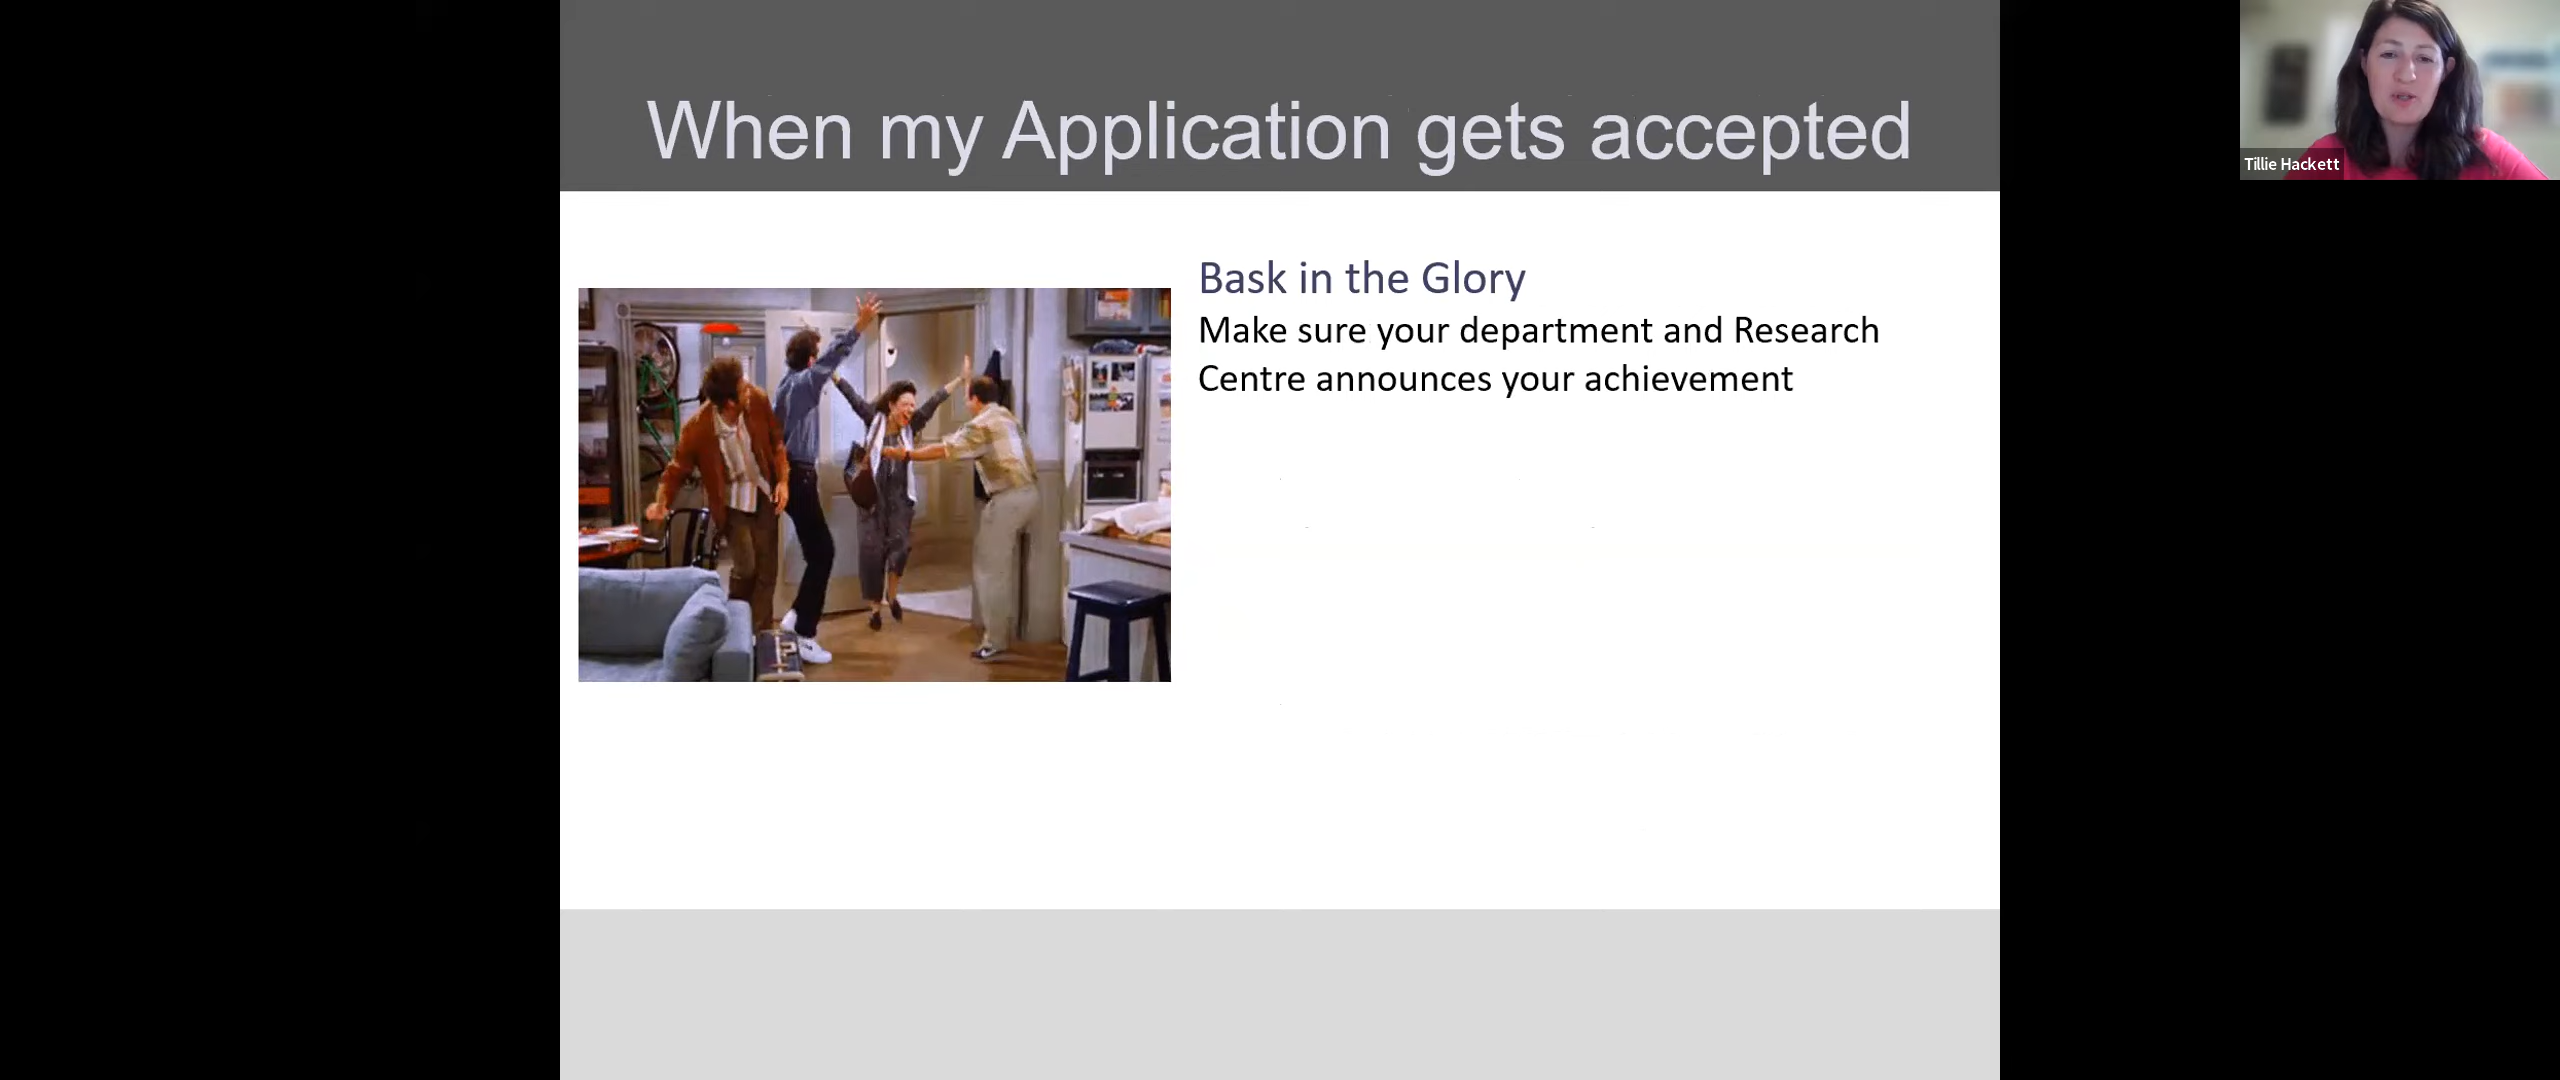 When my Application gets accepted
Tillie Hackett
Bask in the Glory
Make sure your department and Research
Centre announces your achievement